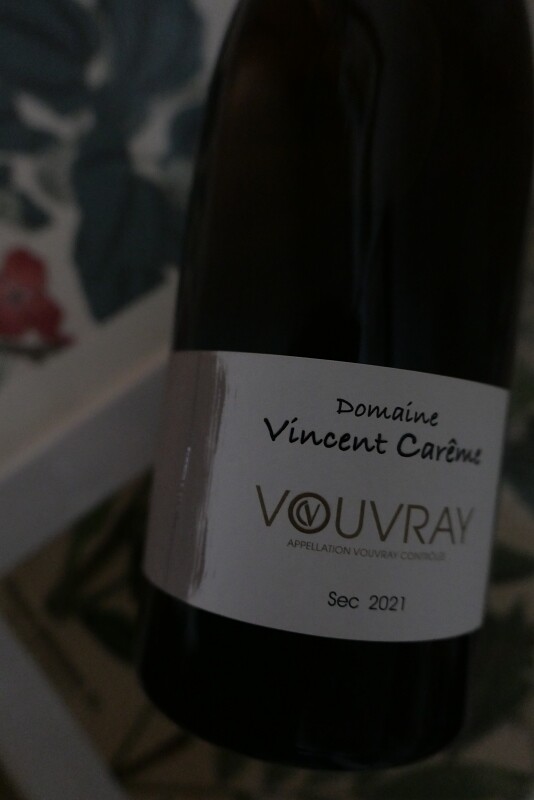 Domaine
Vincent Carême
VOUVRAY
APPELLATION VOUVRAY CONTRÔLÉE
Sec 2021